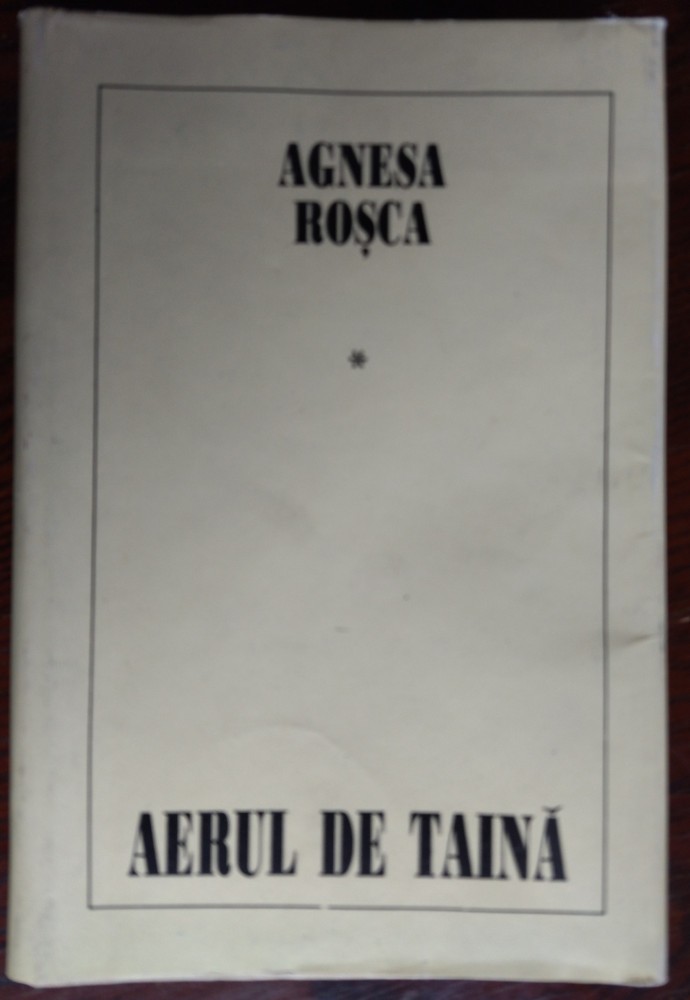 AGNESA
ROȘCA
*
AERUL DE TAINĂ